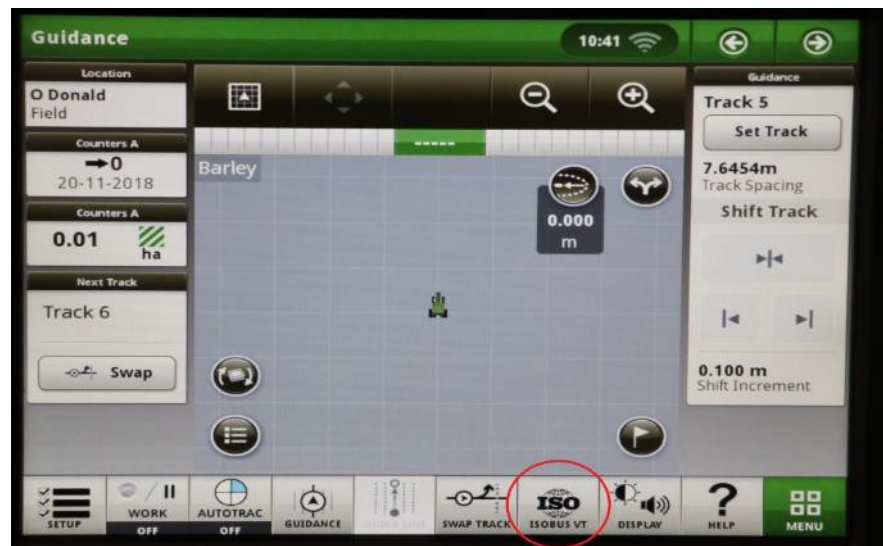 Guidance
10:41
Location
O Donald
Field
Counters A
0
20-11-2018
Counters A
0.01
ha
Next Track
Track 6
Swap
Barley
-----
0.000
m
Guidance
Track 5
Set Track
7.6454m
Track Spacing
Shift Track
0.100 m
Shift Increment
SETUP
WORK
OFF
AUTOTRAC
OFF
GUIDANCE
SWAP TRACK
ISO
ISOBUS VT
DISPLAY
?
HELP
MENU